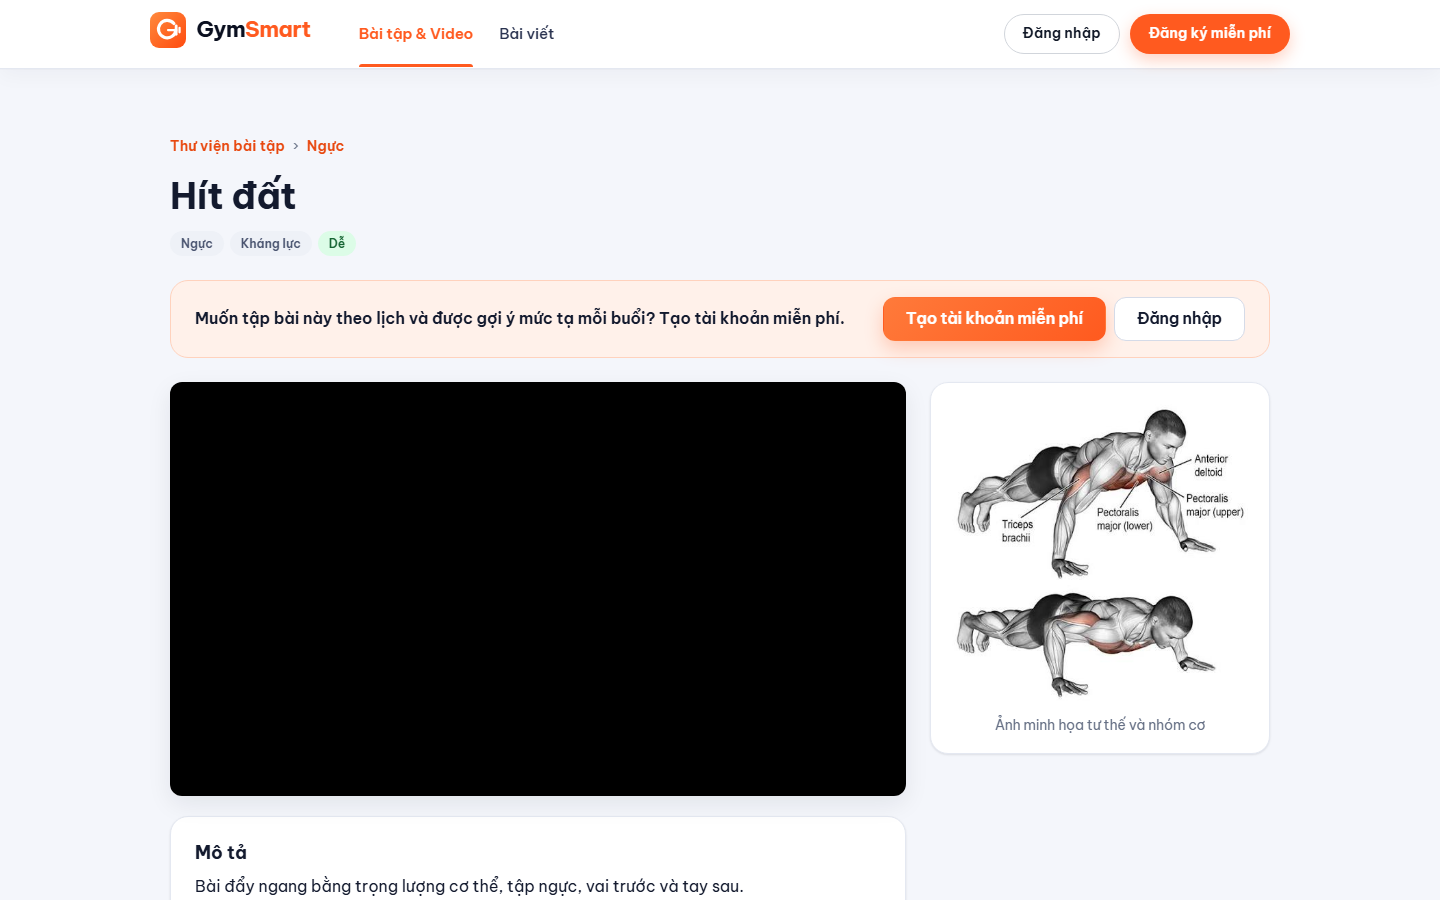 GymSmart
Bài tập & Video
Bài viết
Đăng nhập
Đăng ký miễn phí
Thư viện bài tập › Ngực
Hít đất
Ngực
Kháng lực
Dễ
Muốn tập bài này theo lịch và được gợi ý mức tạ mỗi buổi? Tạo tài khoản miễn phí.
Tạo tài khoản miễn phí
Đăng nhập
Anterior
deltoid
Pectoralis
major (upper)
Pectoralis
major (lower)
Triceps
brachii
Ảnh minh họa tư thế và nhóm cơ
Mô tả
Bài đẩy ngang bằng trọng lượng cơ thể, tập ngực, vai trước và tay sau.